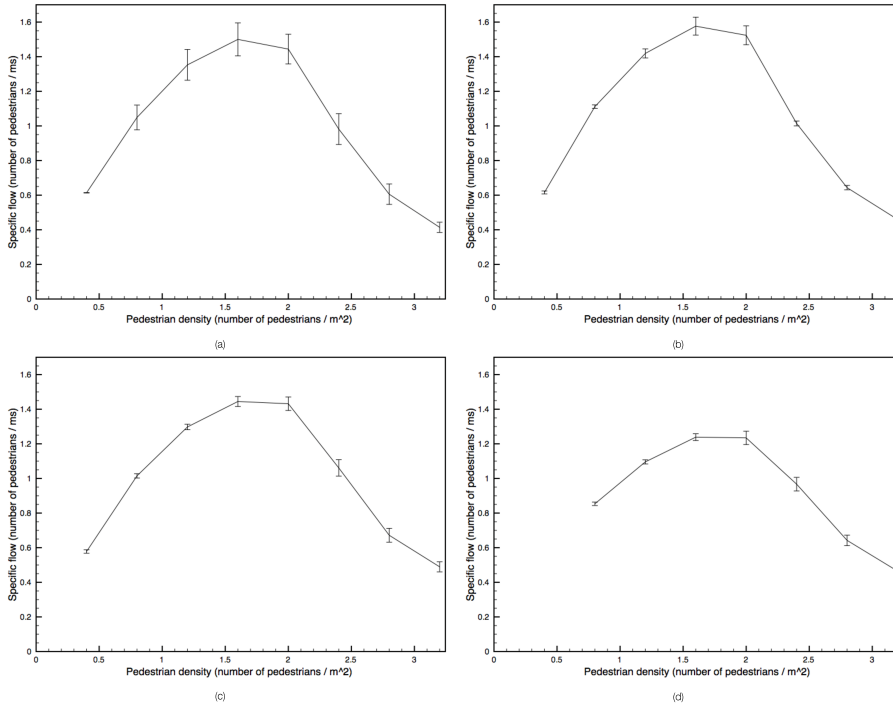 1.6
1.4
1.2
1
0.8
0.6
0.4
0.2
0
Specific flow (number of pedestrians / ms)
0 0.5 1 1.5 2 2.5 3
Pedestrian density (number of pedestrians / m^2)
(a)
1.6
1.4
1.2
1
0.8
0.6
0.4
0.2
0
Specific flow (number of pedestrians / ms)
0 0.5 1 1.5 2 2.5 3
Pedestrian density (number of pedestrians / m^2)
(b)
1.6
1.4
1.2
1
0.8
0.6
0.4
0.2
0
Specific flow (number of pedestrians / ms)
0 0.5 1 1.5 2 2.5 3
Pedestrian density (number of pedestrians / m^2)
(c)
1.6
1.4
1.2
1
0.8
0.6
0.4
0.2
0
Specific flow (number of pedestrians / ms)
0 0.5 1 1.5 2 2.5 3
Pedestrian density (number of pedestrians / m^2)
(d)